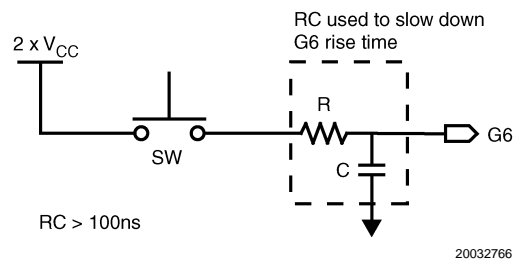 RC used to slow down
G6 rise time
2 x VCC
R
G6
SW
C
RC > 100ns
20032766